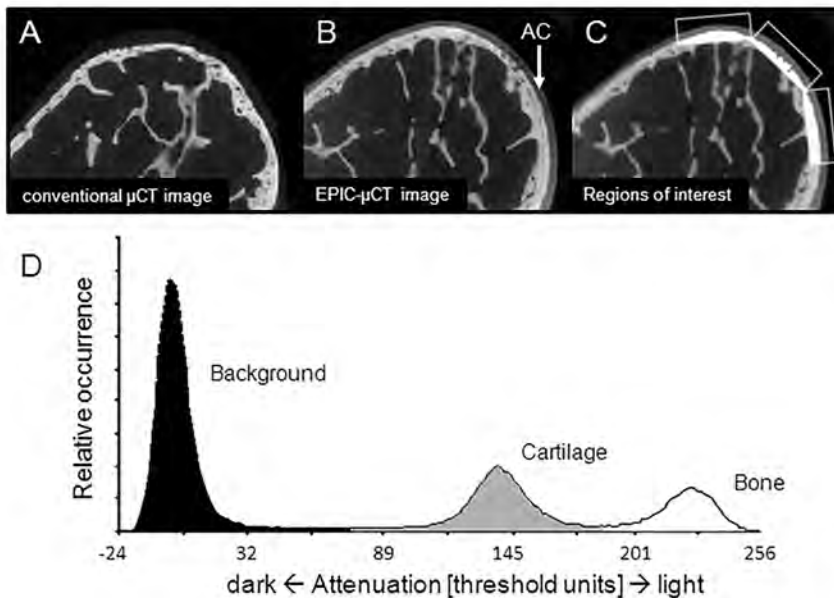 A
B
AC
C
conventional µCT image
EPIC-µCT image
Regions of interest
D
Relative occurrence
Background
Cartilage
Bone
-24 32 89 145 201 256
dark ← Attenuation [threshold units] → light